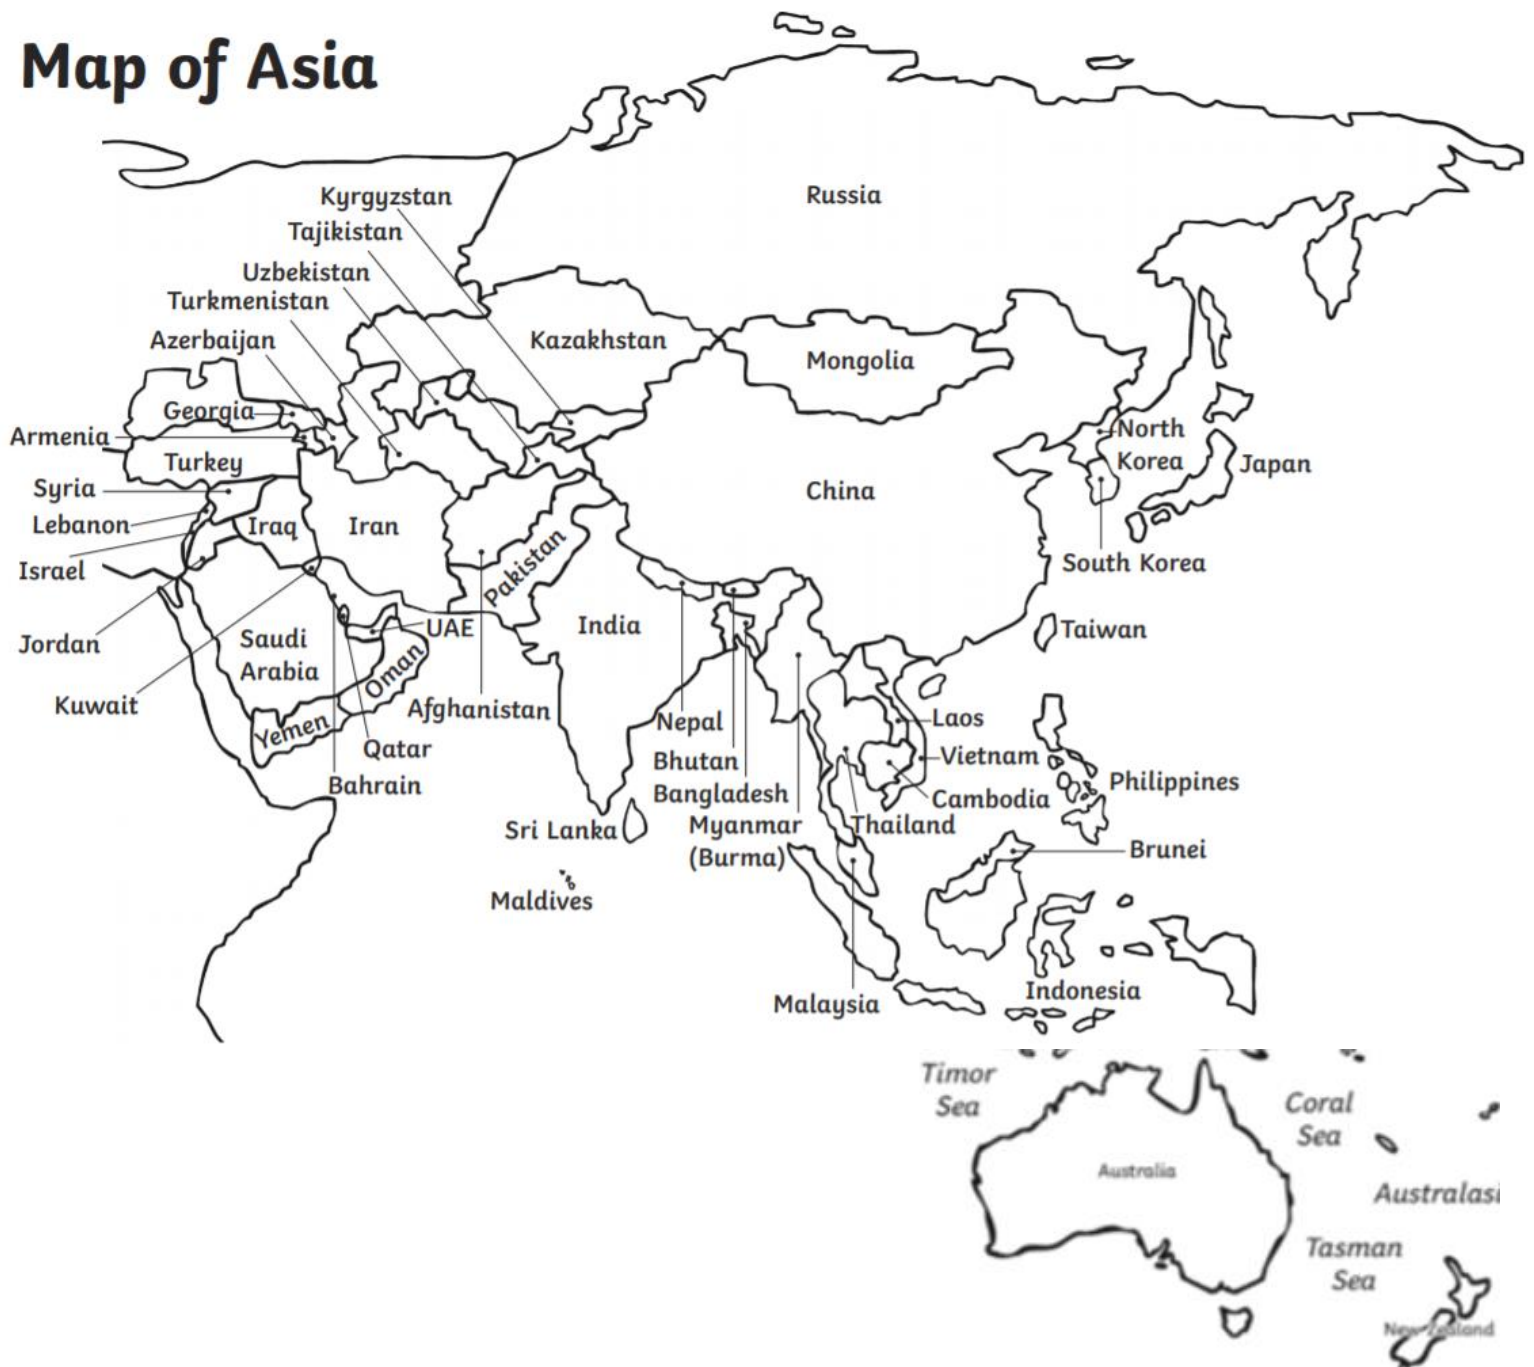 Map of Asia
Russia
Kyrgyzstan
Tajikistan
Uzbekistan
Turkmenistan
Azerbaijan
Kazakhstan
Mongolia
Georgia
Armenia
Turkey
North
Korea
Japan
Syria
China
Lebanon
Iraq
Iran
Israel
Pakistan
South Korea
Jordan
Saudi
Arabia
UAE
India
Taiwan
Oman
Kuwait
Afghanistan
Yemen
Qatar
Nepal
Laos
Bahrain
Bhutan
Vietnam
Bangladesh
Philippines
Cambodia
Sri Lanka
Myanmar
(Burma)
Thailand
Brunei
Maldives
Malaysia
Indonesia
Timor
Sea
Coral
Sea
Australia
Australasi
Tasman
Sea
New Zealand